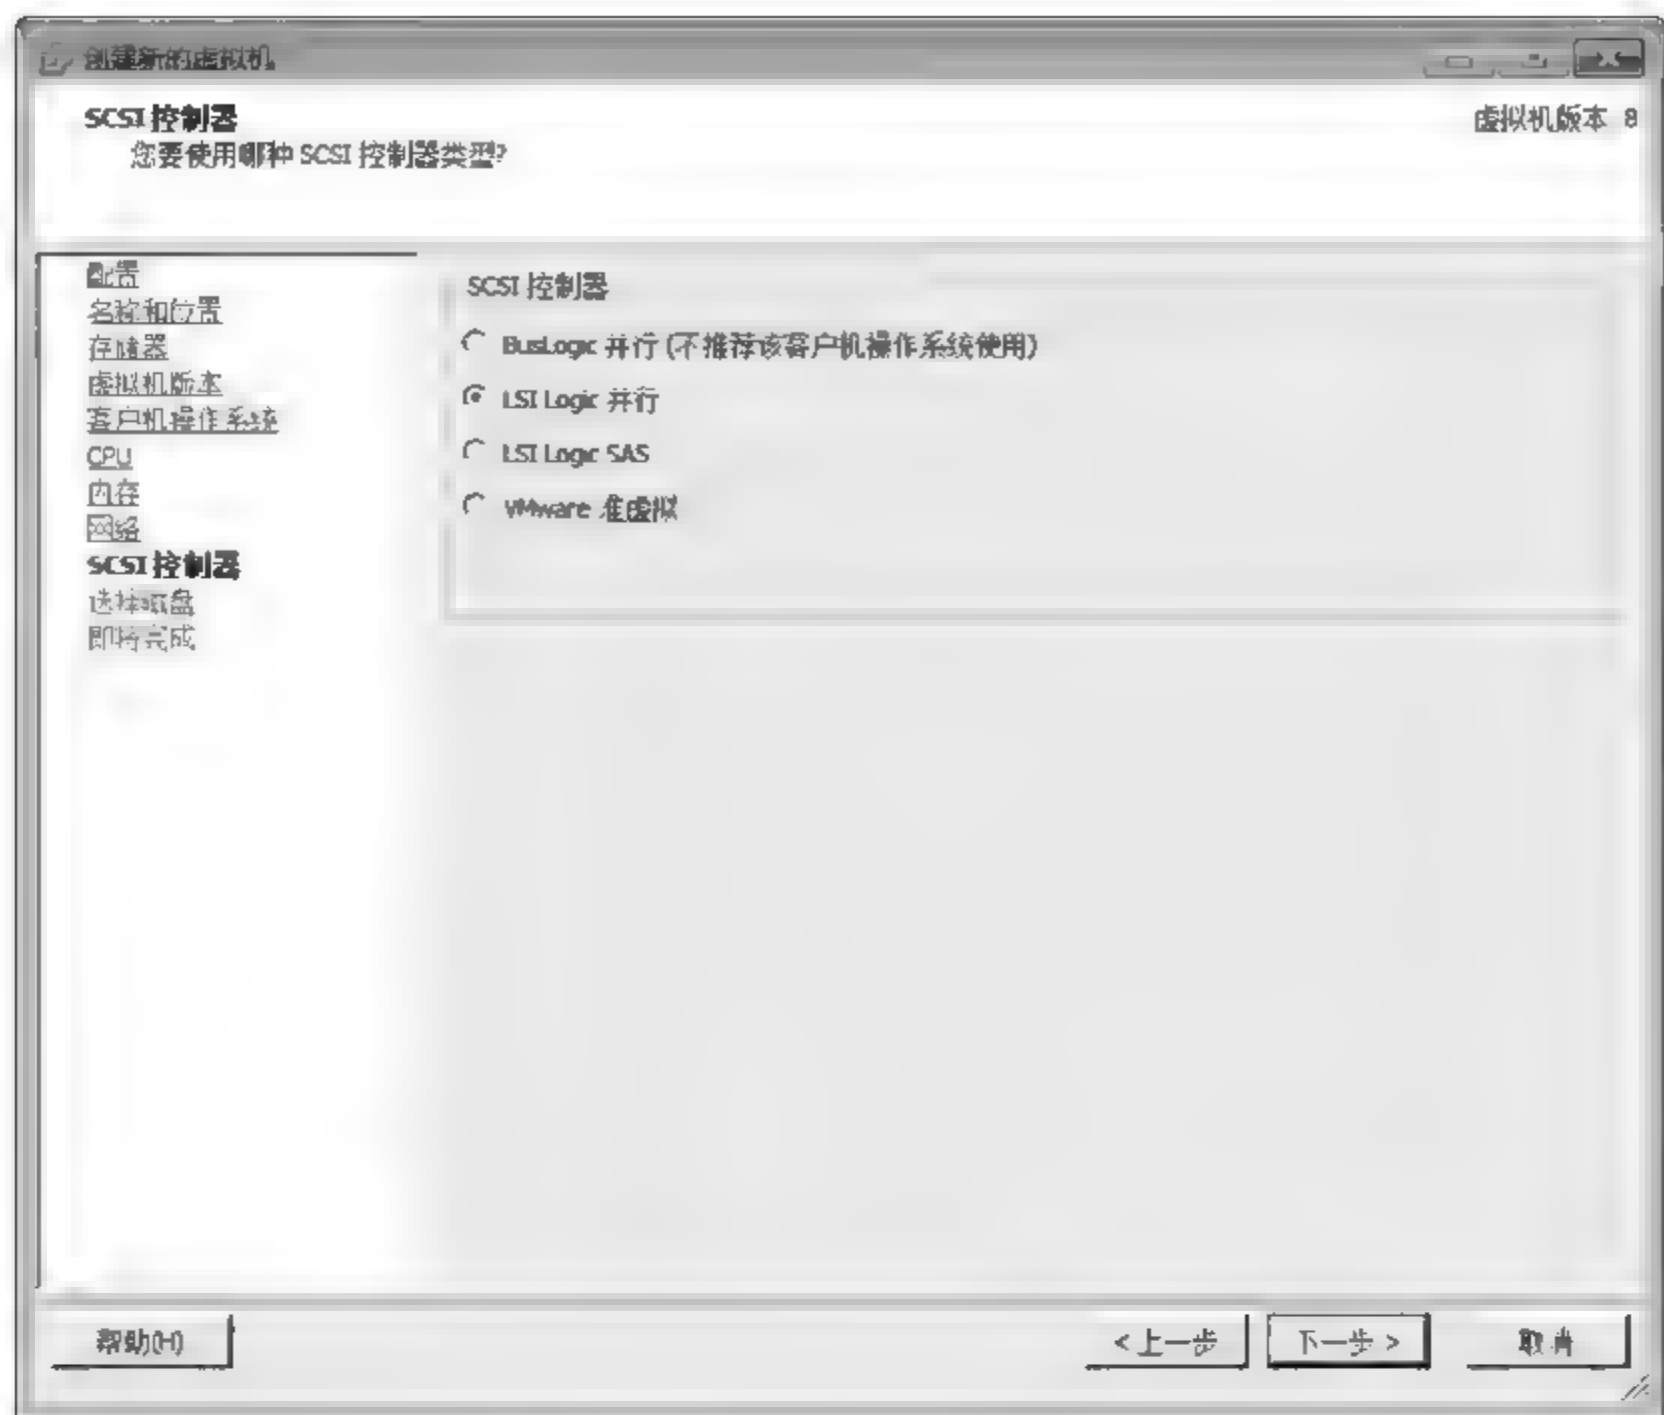 创建新的虚拟机
SCSI 控制器
虚拟机版本 8
您要使用哪种 SCSI 控制器类型?
配置
名称和位置
存储器
虚拟机版本
客户机操作系统
CPU
内存
网络
SCSI 控制器
选择磁盘
即将完成
SCSI 控制器
BusLogic 并行 (不推荐该客户机操作系统使用)
LSI Logic 并行
LSI Logic SAS
VMware 准虚拟
帮助(H)
<上一步
下一步 >
取消